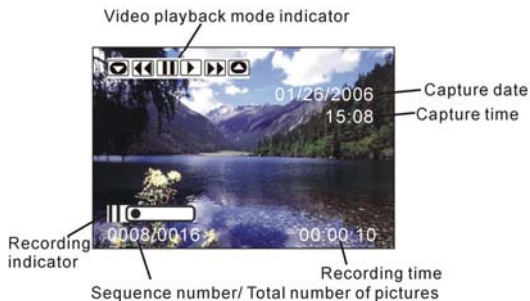 Video playback mode indicator
01/26/2006
Capture date
15:08
Capture time
Recording
indicator
0008/0016
00:00:10
Recording time
Sequence number/ Total number of pictures